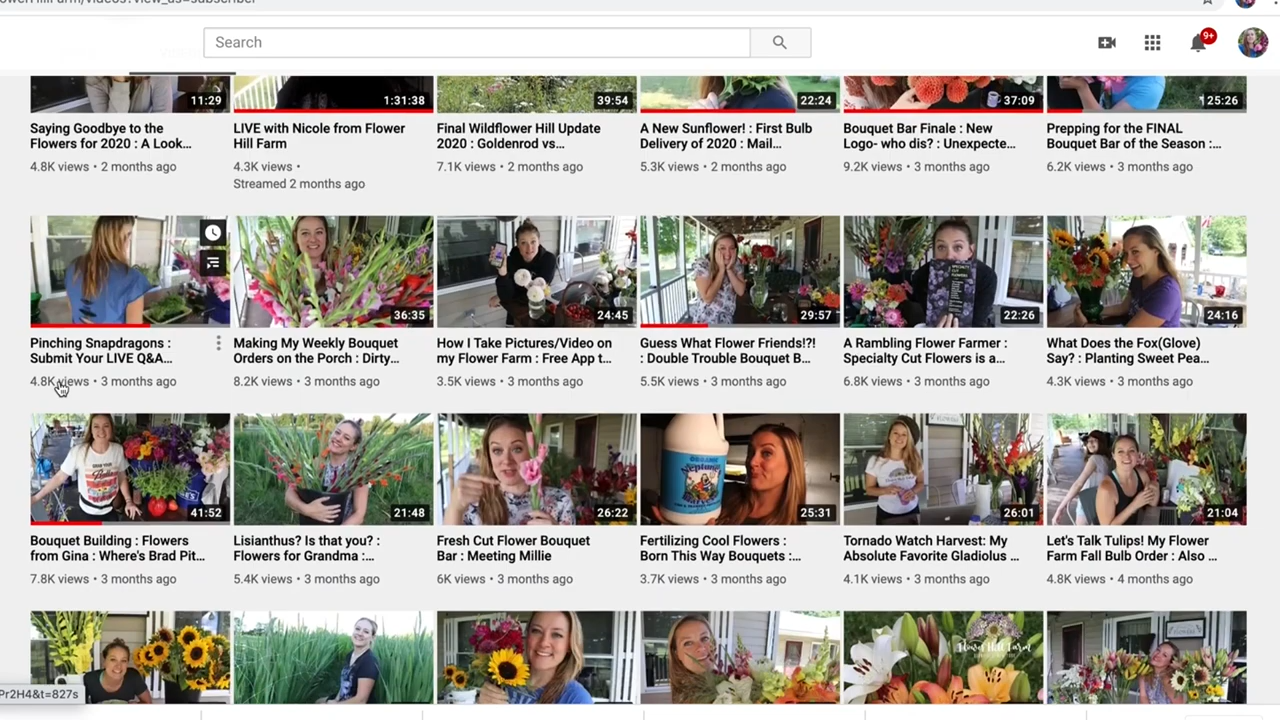 owerHillFarm/videos?view_as=subscriber
Search
9+
11:29
1:31:38
39:54
22:24
37:09
25:26
Saying Goodbye to the
Flowers for 2020 : A Look...
4.8K views • 2 months ago
LIVE with Nicole from Flower
Hill Farm
4.3K views •
Streamed 2 months ago
Final Wildflower Hill Update
2020 : Goldenrod vs...
7.1K views • 2 months ago
A New Sunflower! : First Bulb
Delivery of 2020 : Mail...
5.3K views • 2 months ago
Bouquet Bar Finale : New
Logo- who dis? : Unexpecte...
9.2K views • 3 months ago
Prepping for the FINAL
Bouquet Bar of the Season :...
6.2K views • 3 months ago
36:35
24:45
29:57
22:26
24:16
Pinching Snapdragons :
Submit Your LIVE Q&A...
4.8K views • 3 months ago
Making My Weekly Bouquet
Orders on the Porch : Dirty...
8.2K views • 3 months ago
How I Take Pictures/Video on
my Flower Farm : Free App t...
3.5K views • 3 months ago
Guess What Flower Friends!?!
: Double Trouble Bouquet B...
5.5K views • 3 months ago
A Rambling Flower Farmer :
Specialty Cut Flowers is a...
6.8K views • 3 months ago
What Does the Fox(Glove)
Say? : Planting Sweet Pea...
4.3K views • 3 months ago
41:52
21:48
26:22
ORGANIC
Neptune's
25:31
26:01
21:04
Bouquet Building : Flowers
from Gina : Where's Brad Pit...
7.8K views • 3 months ago
Lisianthus? Is that you? :
Flowers for Grandma :...
5.4K views • 3 months ago
Fresh Cut Flower Bouquet
Bar : Meeting Millie
6K views • 3 months ago
Fertilizing Cool Flowers :
Born This Way Bouquets :...
3.7K views • 3 months ago
Tornado Watch Harvest: My
Absolute Favorite Gladiolus ...
4.1K views • 3 months ago
Let's Talk Tulips! My Flower
Farm Fall Bulb Order : Also ...
4.8K views • 4 months ago
Flower Hill Farm
Pr2H4&t=827s